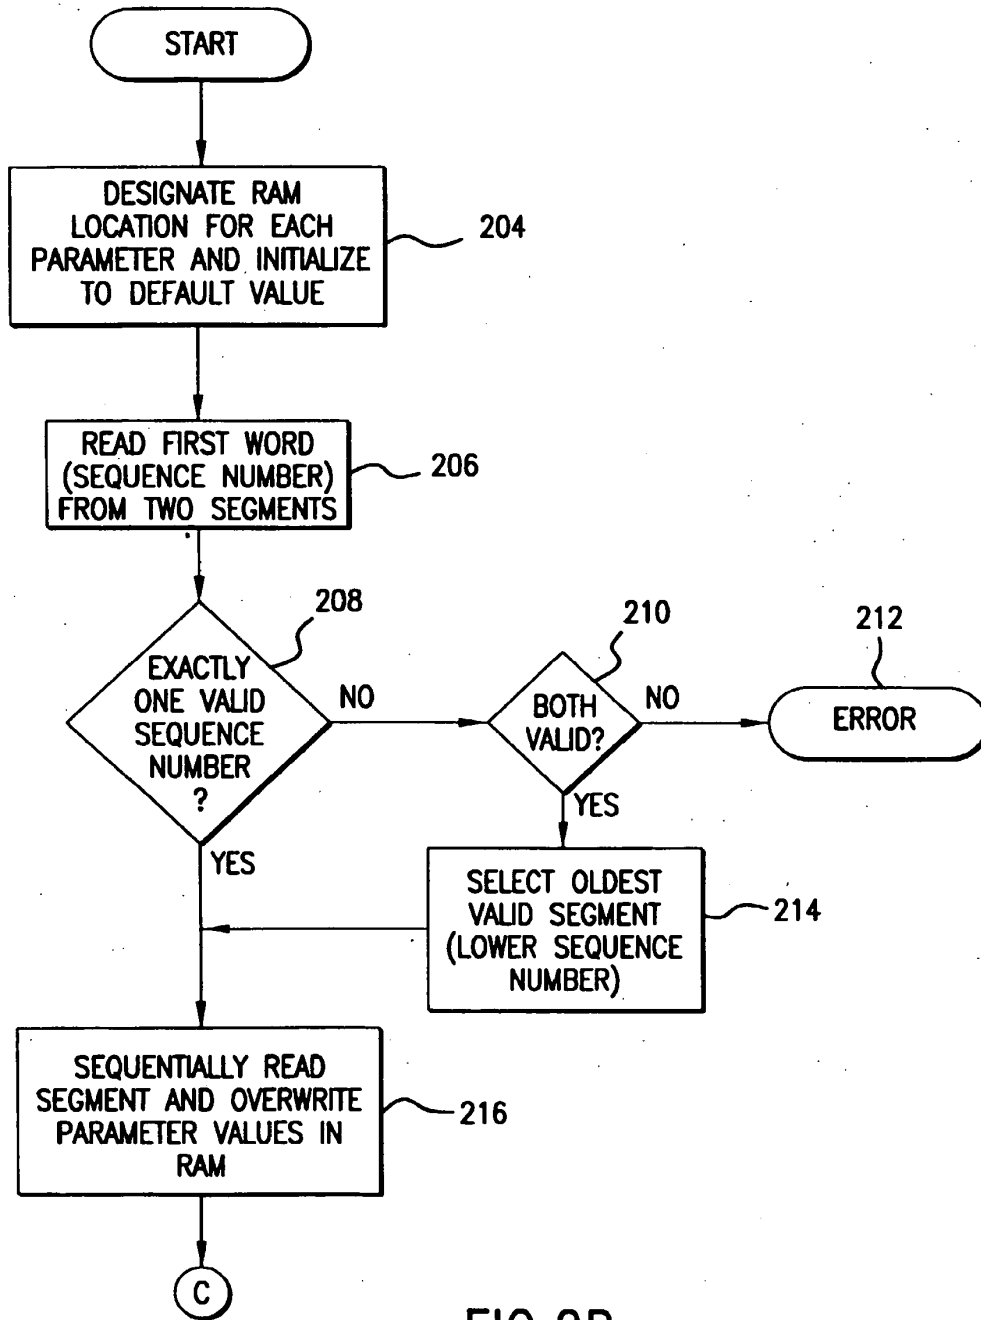 START
DESIGNATE RAM
LOCATION FOR EACH
PARAMETER AND INITIALIZE
TO DEFAULT VALUE
204
READ FIRST WORD
(SEQUENCE NUMBER)
FROM TWO SEGMENTS
206
208
EXACTLY
ONE VALID
SEQUENCE
NUMBER
?
NO
YES
210
BOTH
VALID?
NO
YES
212
ERROR
SELECT OLDEST
VALID SEGMENT
(LOWER SEQUENCE
NUMBER)
214
SEQUENTIALLY READ
SEGMENT AND OVERWRITE
PARAMETER VALUES IN
RAM
216
C